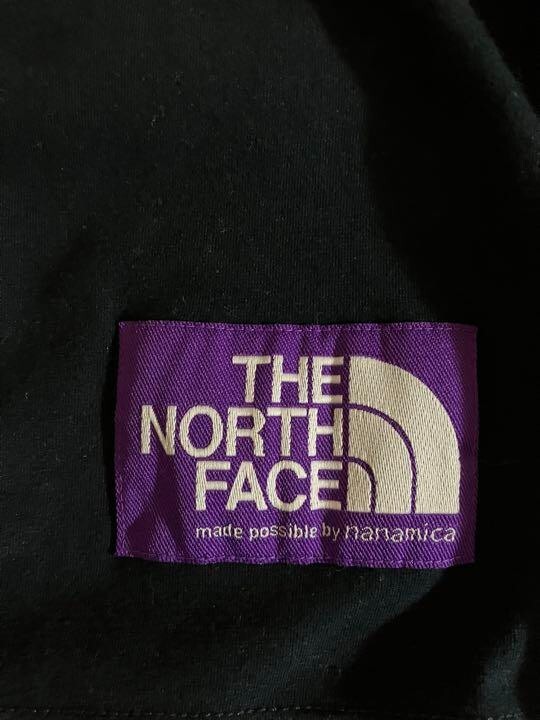 THE
NORTH
FACE
made possible by nanamica